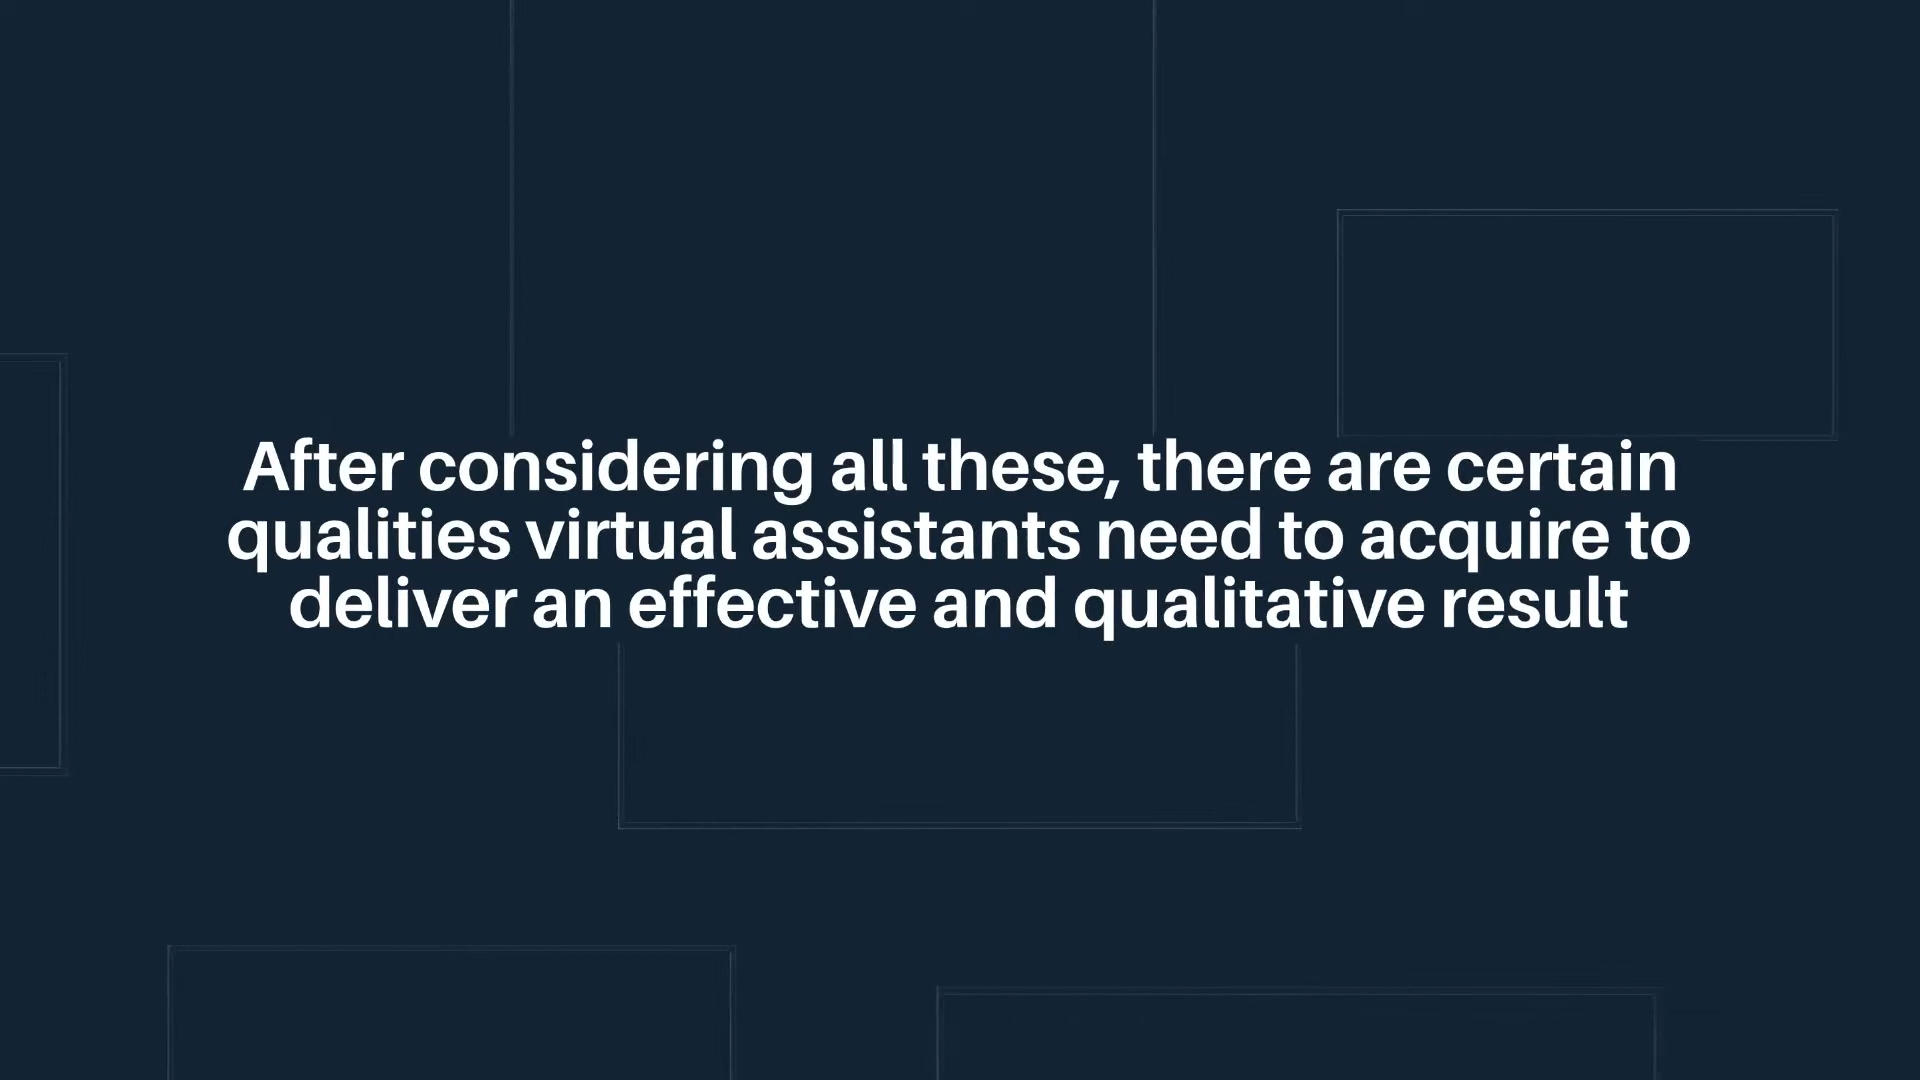 After considering all these, there are certain
qualities virtual assistants need to acquire to
deliver an effective and qualitative result